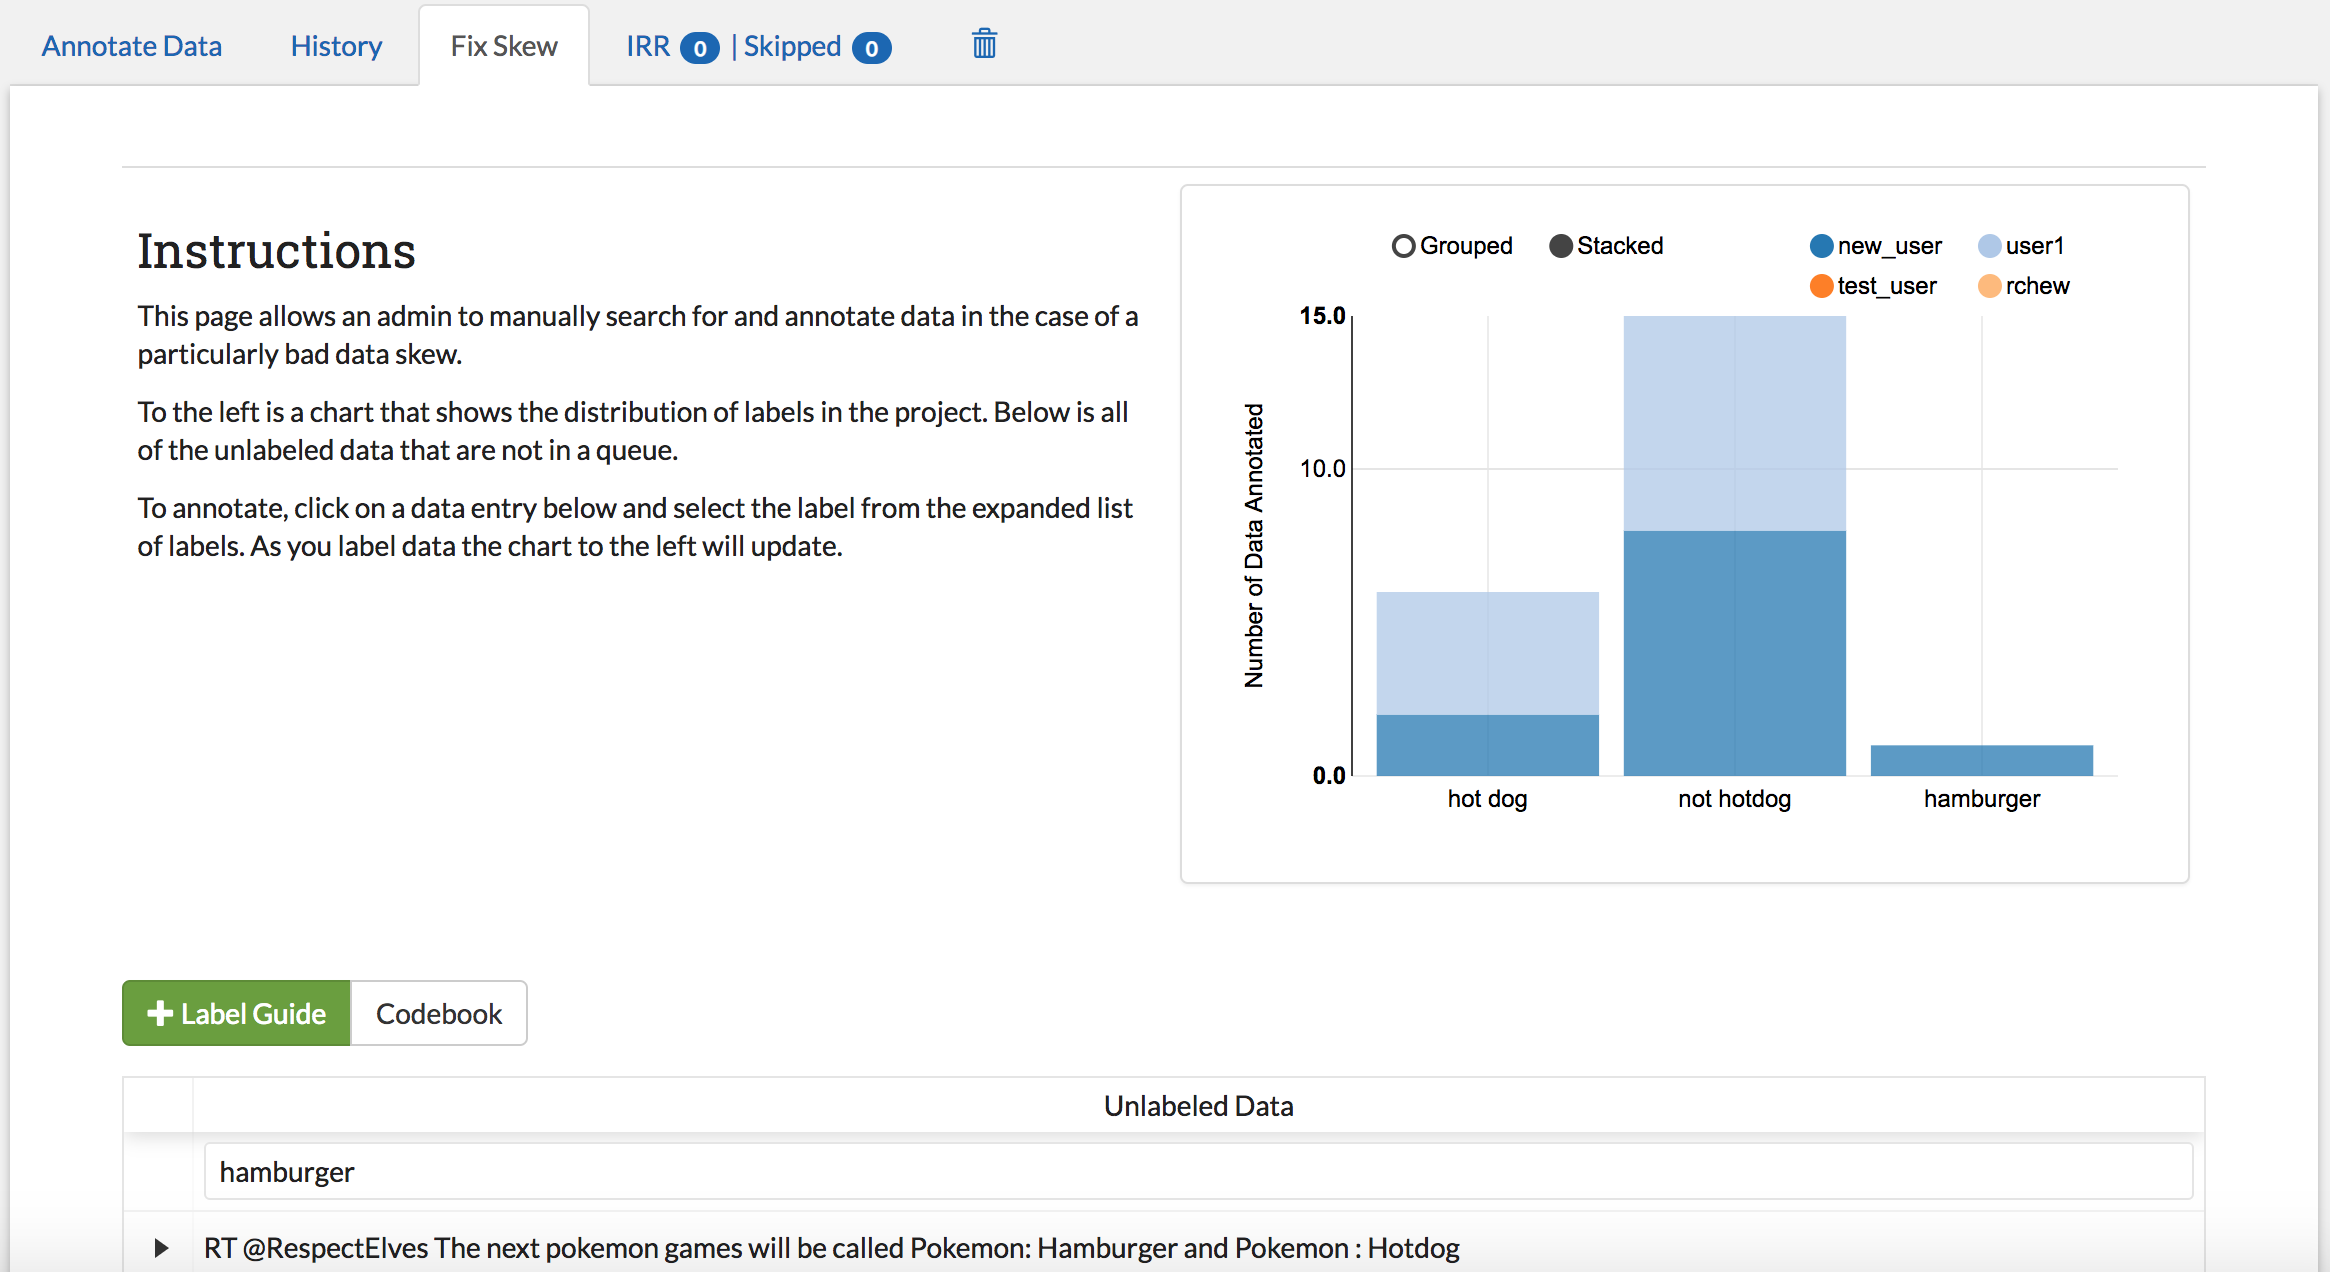 Annotate Data History Fix Skew IRR 0 | Skipped 0
Instructions
This page allows an admin to manually search for and annotate data in the case of a
particularly bad data skew.
To the left is a chart that shows the distribution of labels in the project. Below is all
of the unlabeled data that are not in a queue.
To annotate, click on a data entry below and select the label from the expanded list
of labels. As you label data the chart to the left will update.
Grouped Stacked new_user user1
test_user rchew
15.0
10.0
0.0
Number of Data Annotated
hot dog not hotdog hamburger
Label Guide Codebook
Unlabeled Data
hamburger
RT @RespectElves The next pokemon games will be called Pokemon: Hamburger and Pokemon : Hotdog